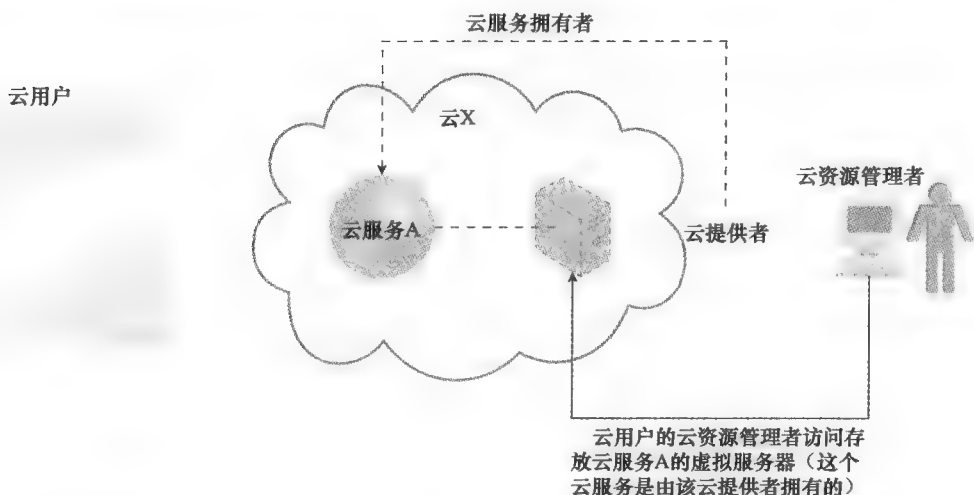 云服务拥有者
云用户
云X
云资源管理者
云服务A
云提供者
云用户的云资源管理者访问存
放云服务A的虚拟服务器（这个
云服务是由该云提供者拥有的）